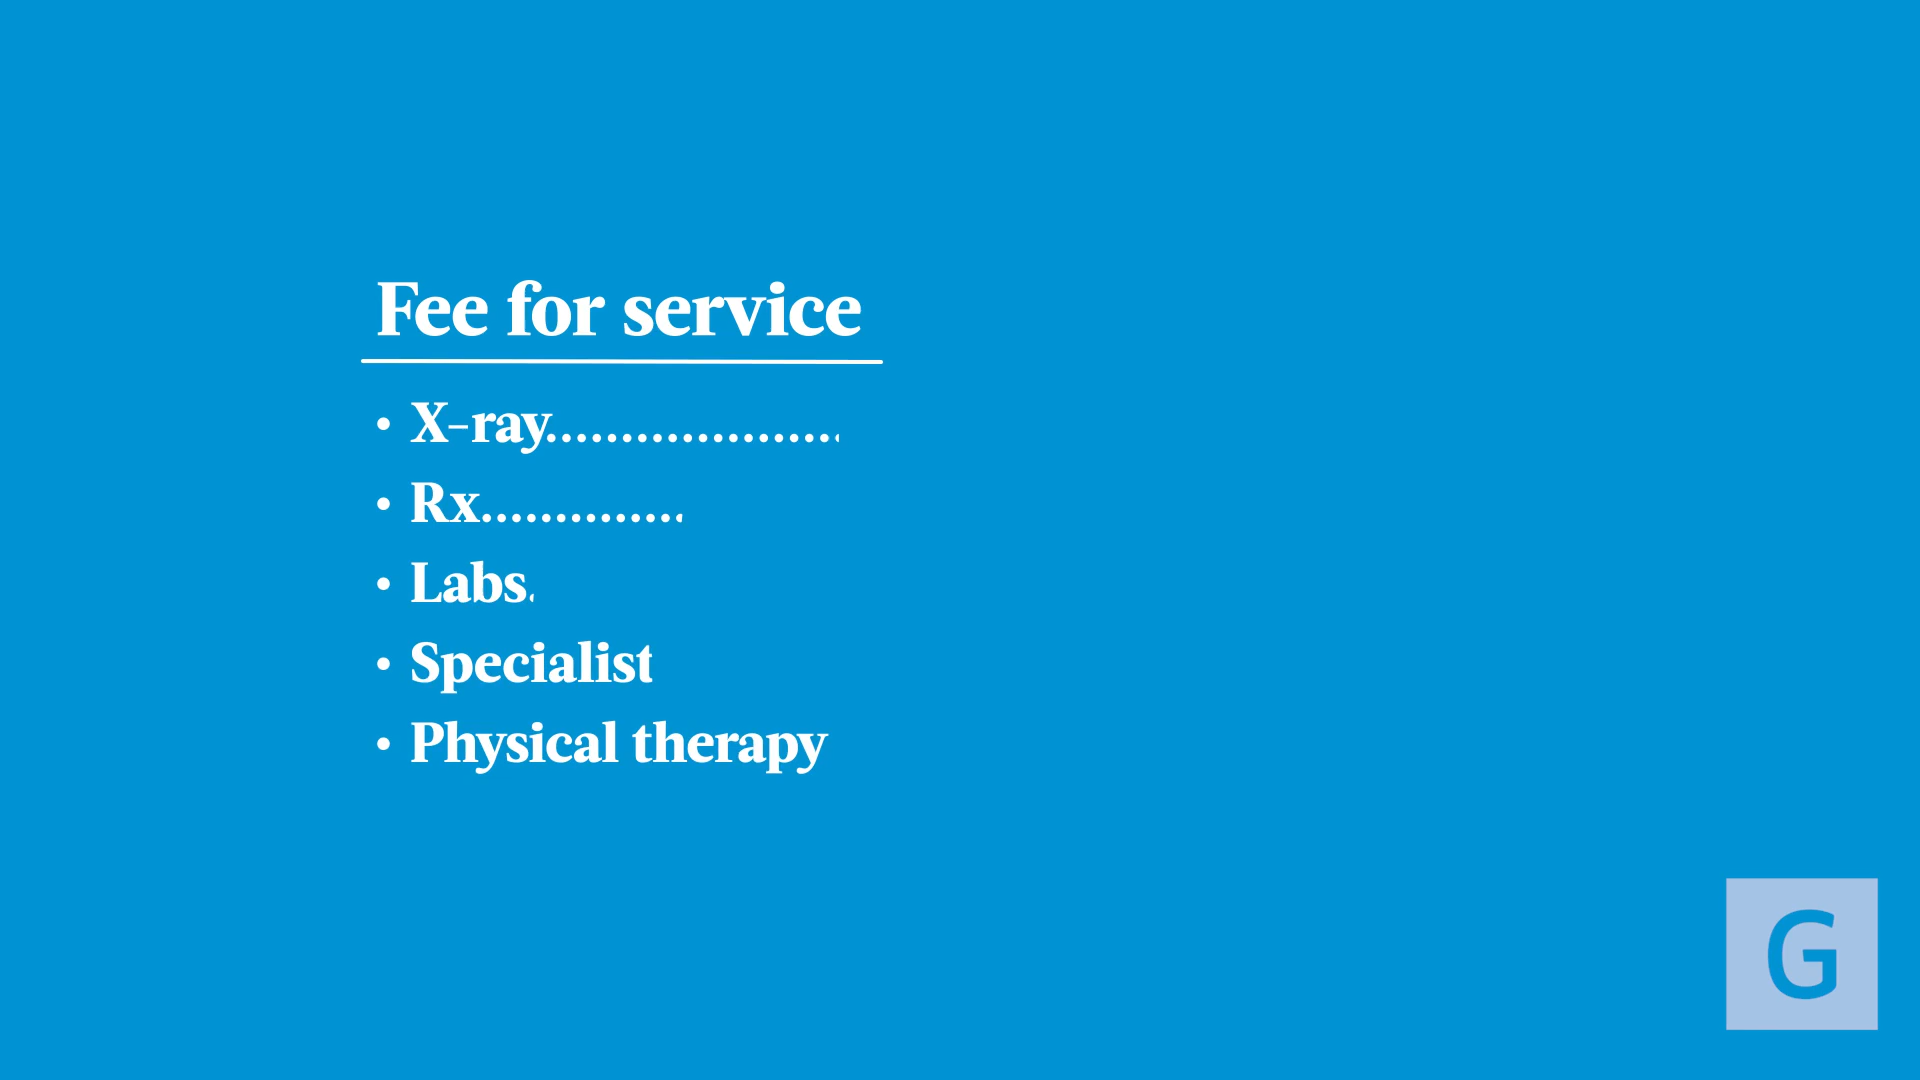 Fee for service
• X-ray....................
• Rx..............
• Labs.
• Specialist
• Physical therapy
G